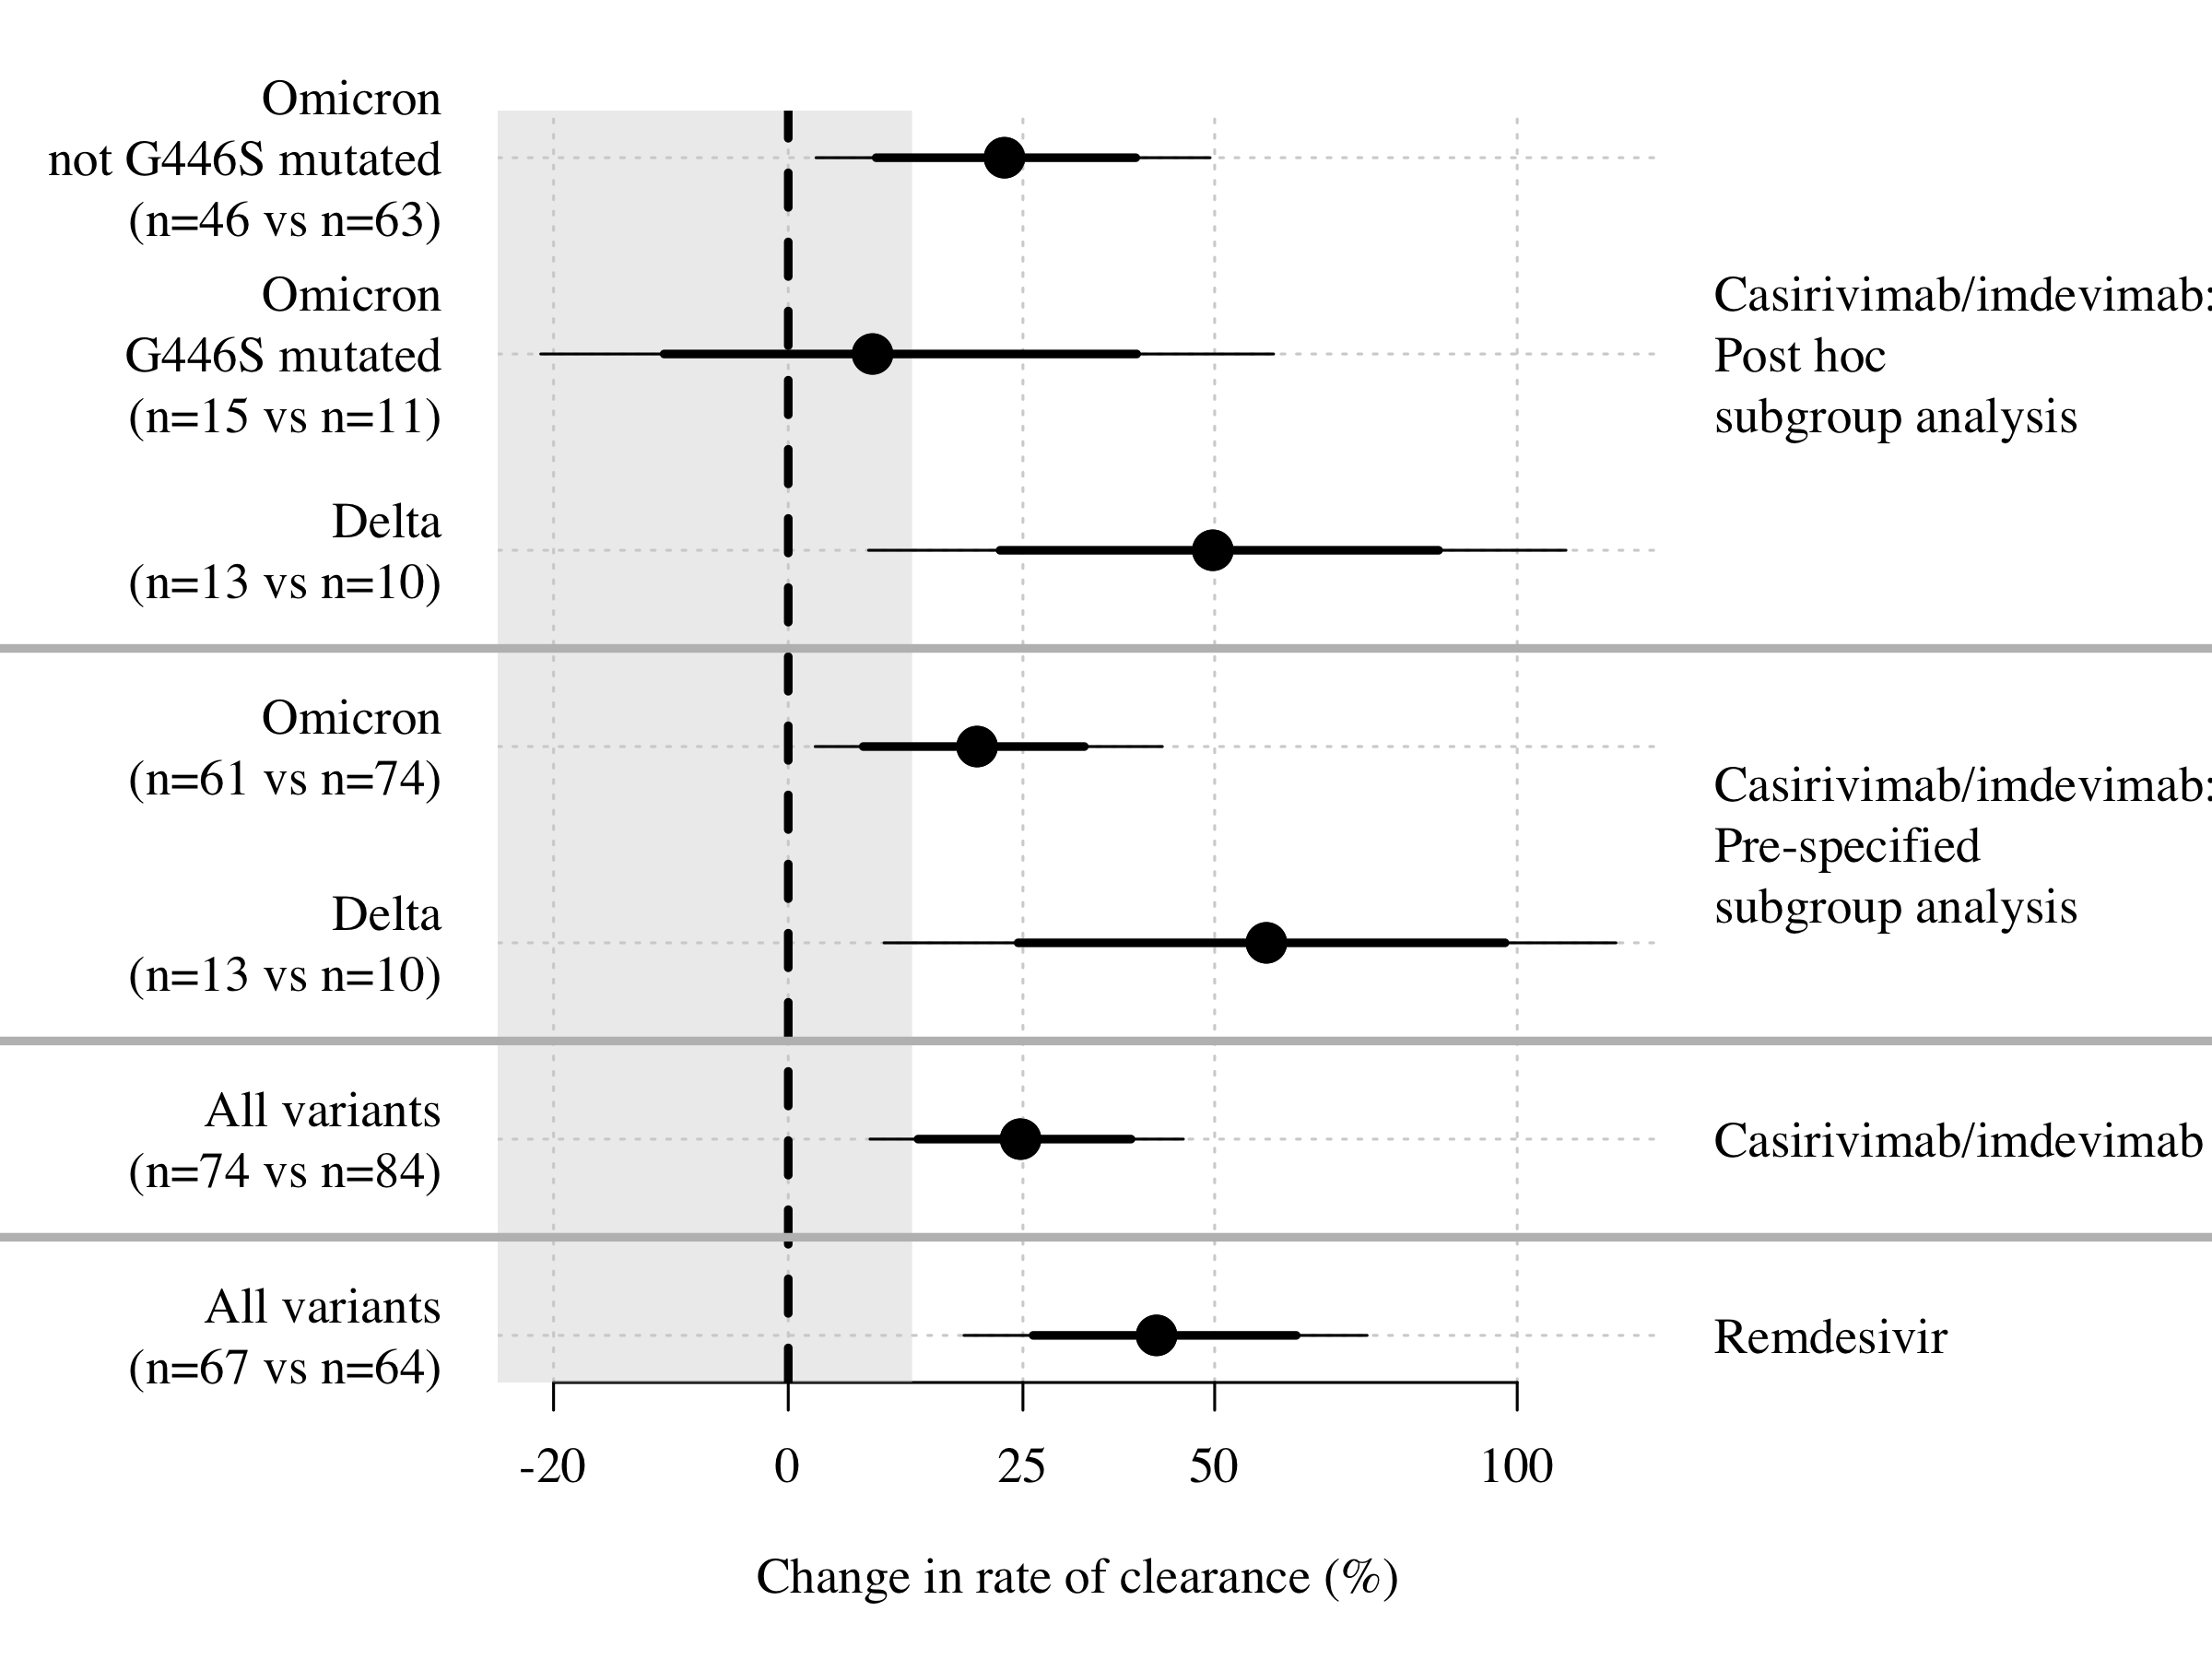 Omicron
not G446S mutated
(n=46 vs n=63)
Omicron
G446S mutated
(n=15 vs n=11)
Casirivimab/imdevimab:
Post hoc
subgroup analysis
Delta
(n=13 vs n=10)
Omicron
(n=61 vs n=74)
Casirivimab/imdevimab:
Pre-specified
subgroup analysis
Delta
(n=13 vs n=10)
All variants
(n=74 vs n=84)
Casirivimab/imdevimab
All variants
(n=67 vs n=64)
Remdesivir
-20 0 25 50 100
Change in rate of clearance (%)